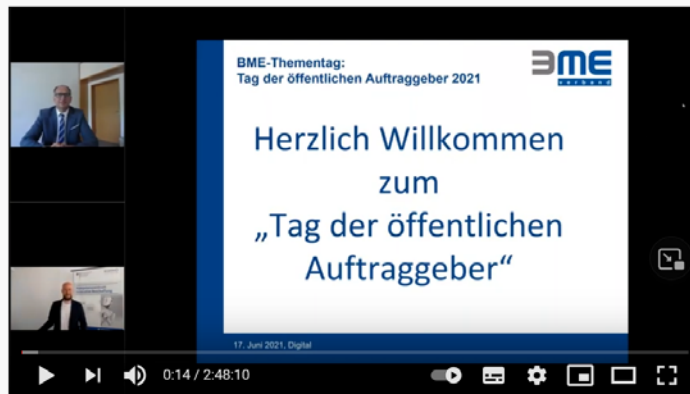 BME-Thementag:
Tag der öffentlichen Auftraggeber 2021
BME
verband
Herzlich Willkommen
zum
„Tag der öffentlichen
Auftraggeber“
17. Juni 2021, Digital
0:14 / 2:48:10